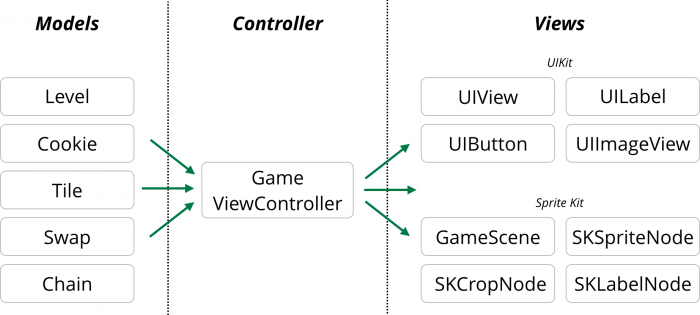 Models
Controller
Views
Level
Cookie
Tile
Swap
Chain
Game
ViewController
UIKit
UIView
UILabel
UIButton
UIImageView
Sprite Kit
GameScene
SKSpriteNode
SKCropNode
SKLabelNode